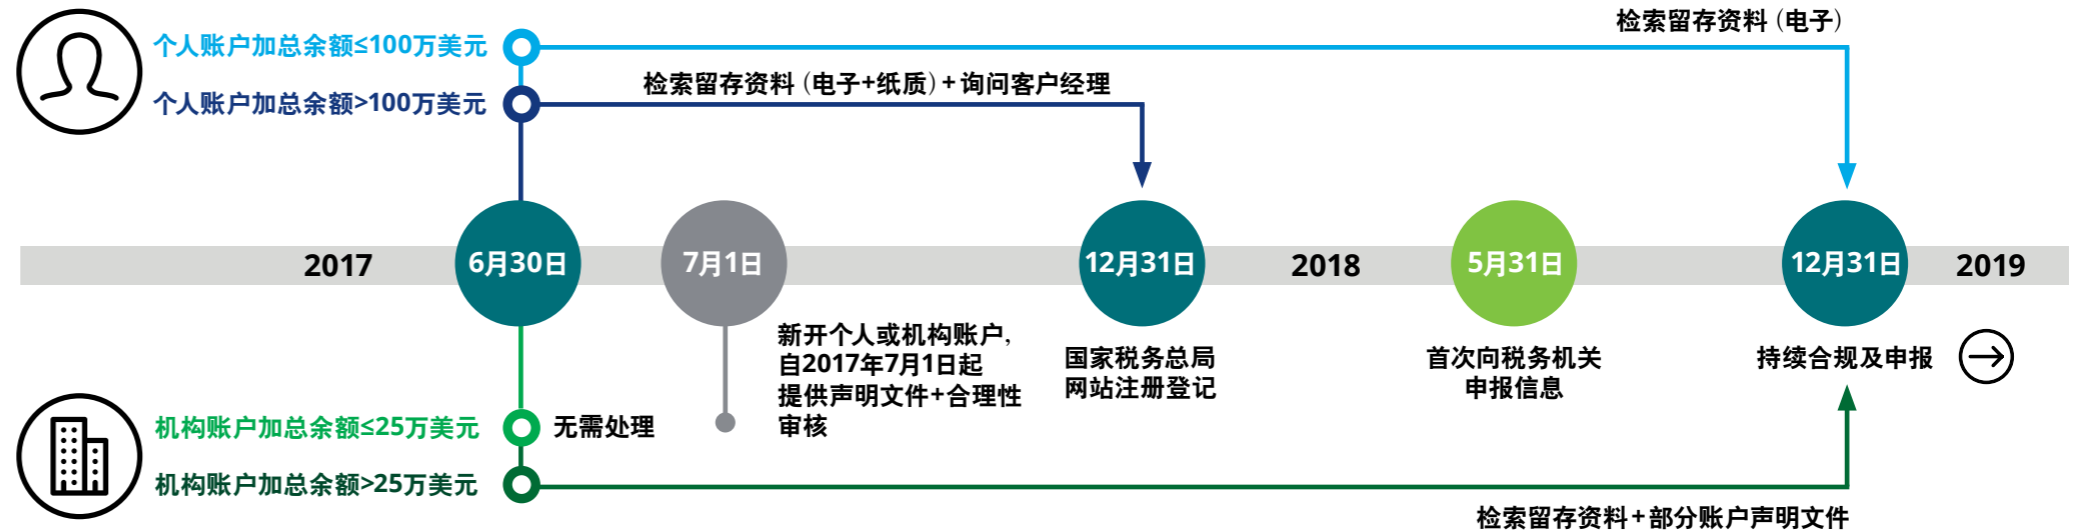 检索留存资料（电子）
个人账户加总余额≤100万美元
检索留存资料（电子+纸质）+询问客户经理
个人账户加总余额>100万美元
2017
6月30日
7月1日
12月31日
2018
5月31日
12月31日
2019
新开个人或机构账户，
自2017年7月1日起
提供声明文件+合理性
审核
国家税务总局
网站注册登记
首次向税务机关
申报信息
持续合规及申报
机构账户加总余额≤25万美元
无需处理
机构账户加总余额>25万美元
检索留存资料+部分账户声明文件